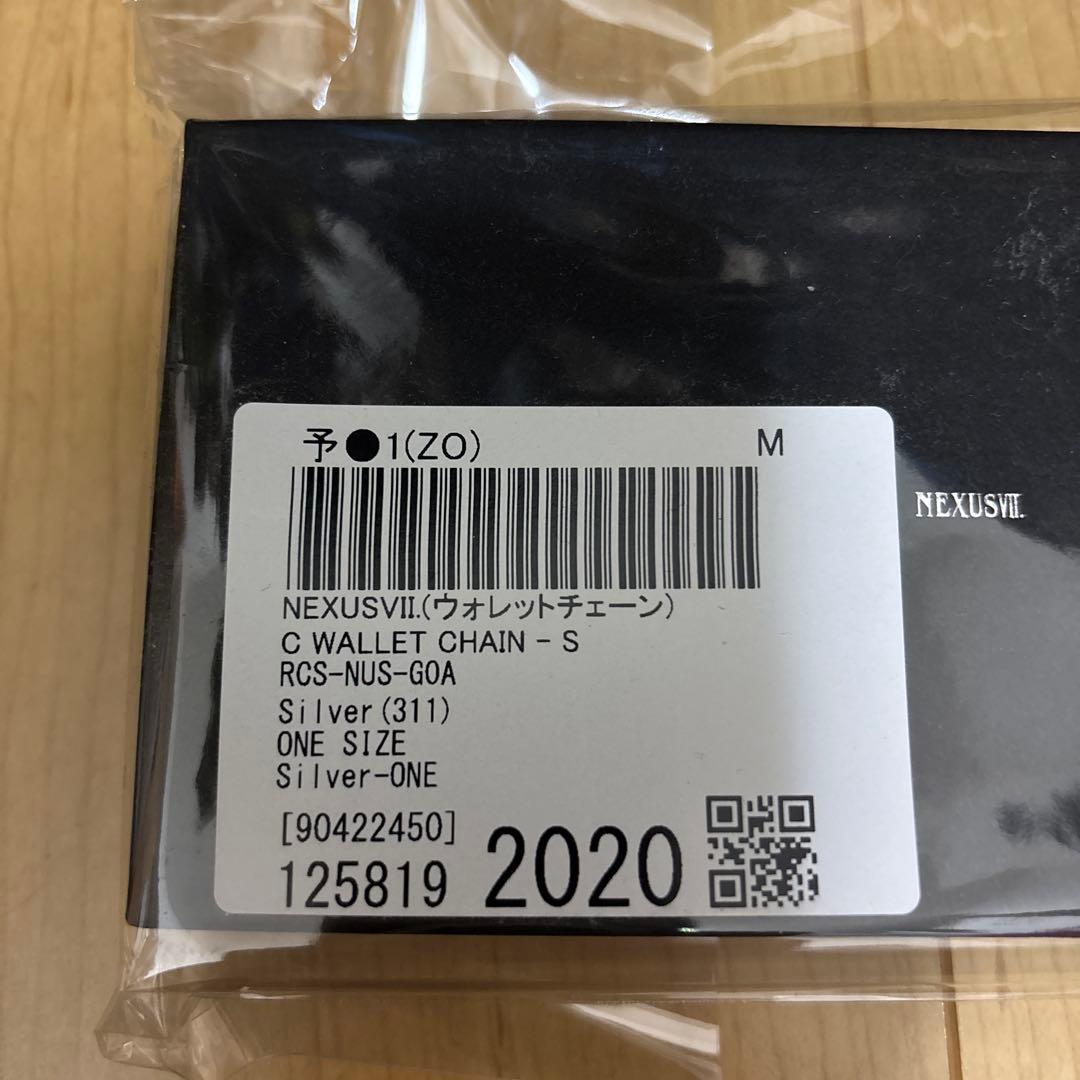 予●1(ZO) M
NEXUSVII.(ウォレットチェーン)
C WALLET CHAIN - S
RCS-NUS-GOA
Silver(311)
ONE SIZE
Silver-ONE
[90422450]
125819 2020
NEXUSVII.